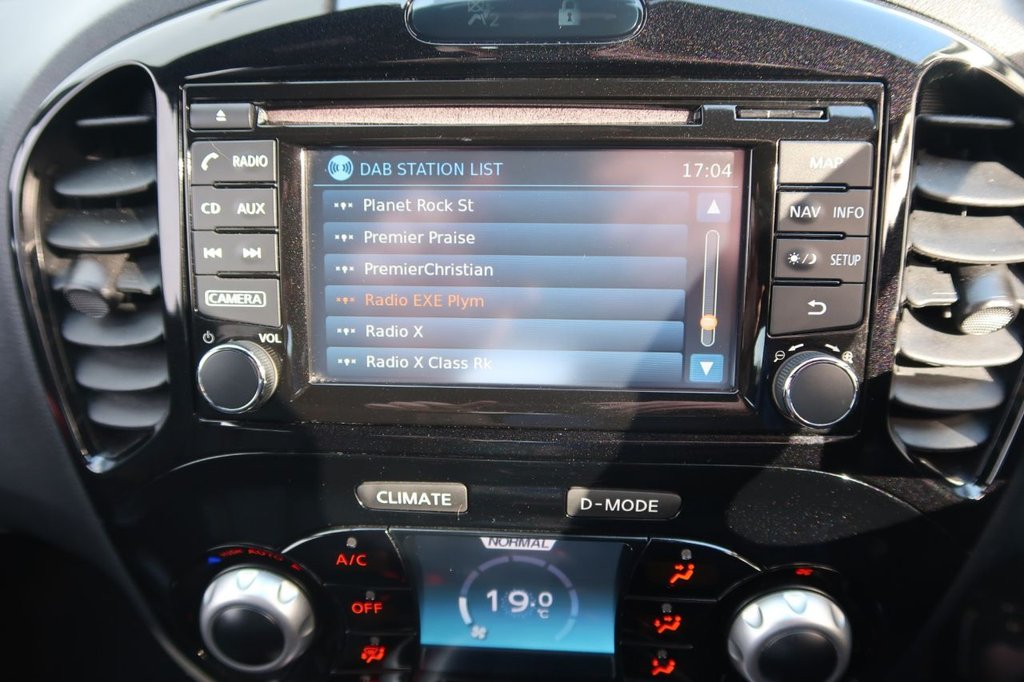 DAB STATION LIST 17:04
RADIO
CD AUX
CAMERA
VOL
Planet Rock St
Premier Praise
PremierChristian
Radio EXE Plym
Radio X
Radio X Class Rk
MAP
NAV INFO
SETUP
CLIMATE
D-MODE
NORMAL
A/C
OFF
19.0 °C